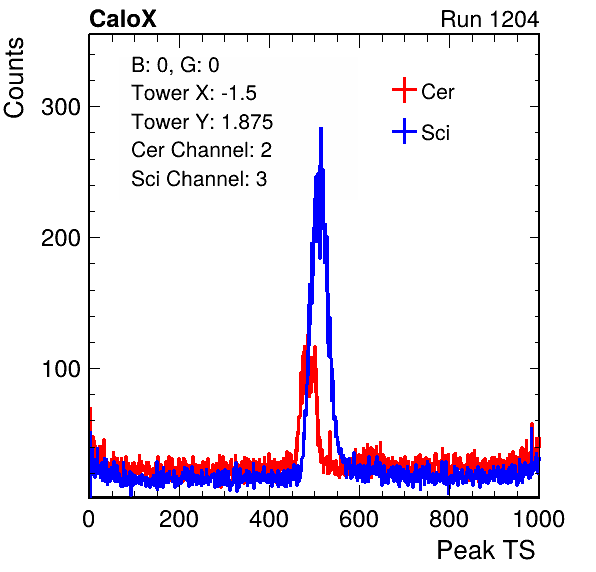 CaloX Run 1204
Counts
B: 0, G: 0
Tower X: -1.5
Tower Y: 1.875
Cer Channel: 2
Sci Channel: 3
Cer
Sci
300
200
100
0 200 400 600 800 1000
Peak TS